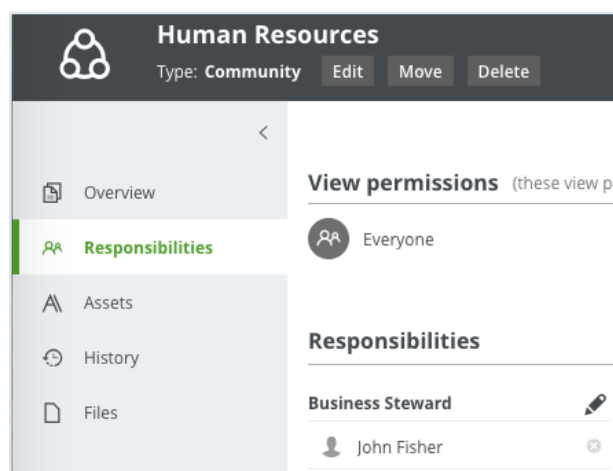 Human Resources
Type: Community Edit Move Delete
Overview
Responsibilities
Assets
History
Files
View permissions (these view p
Everyone
Responsibilities
Business Steward
John Fisher